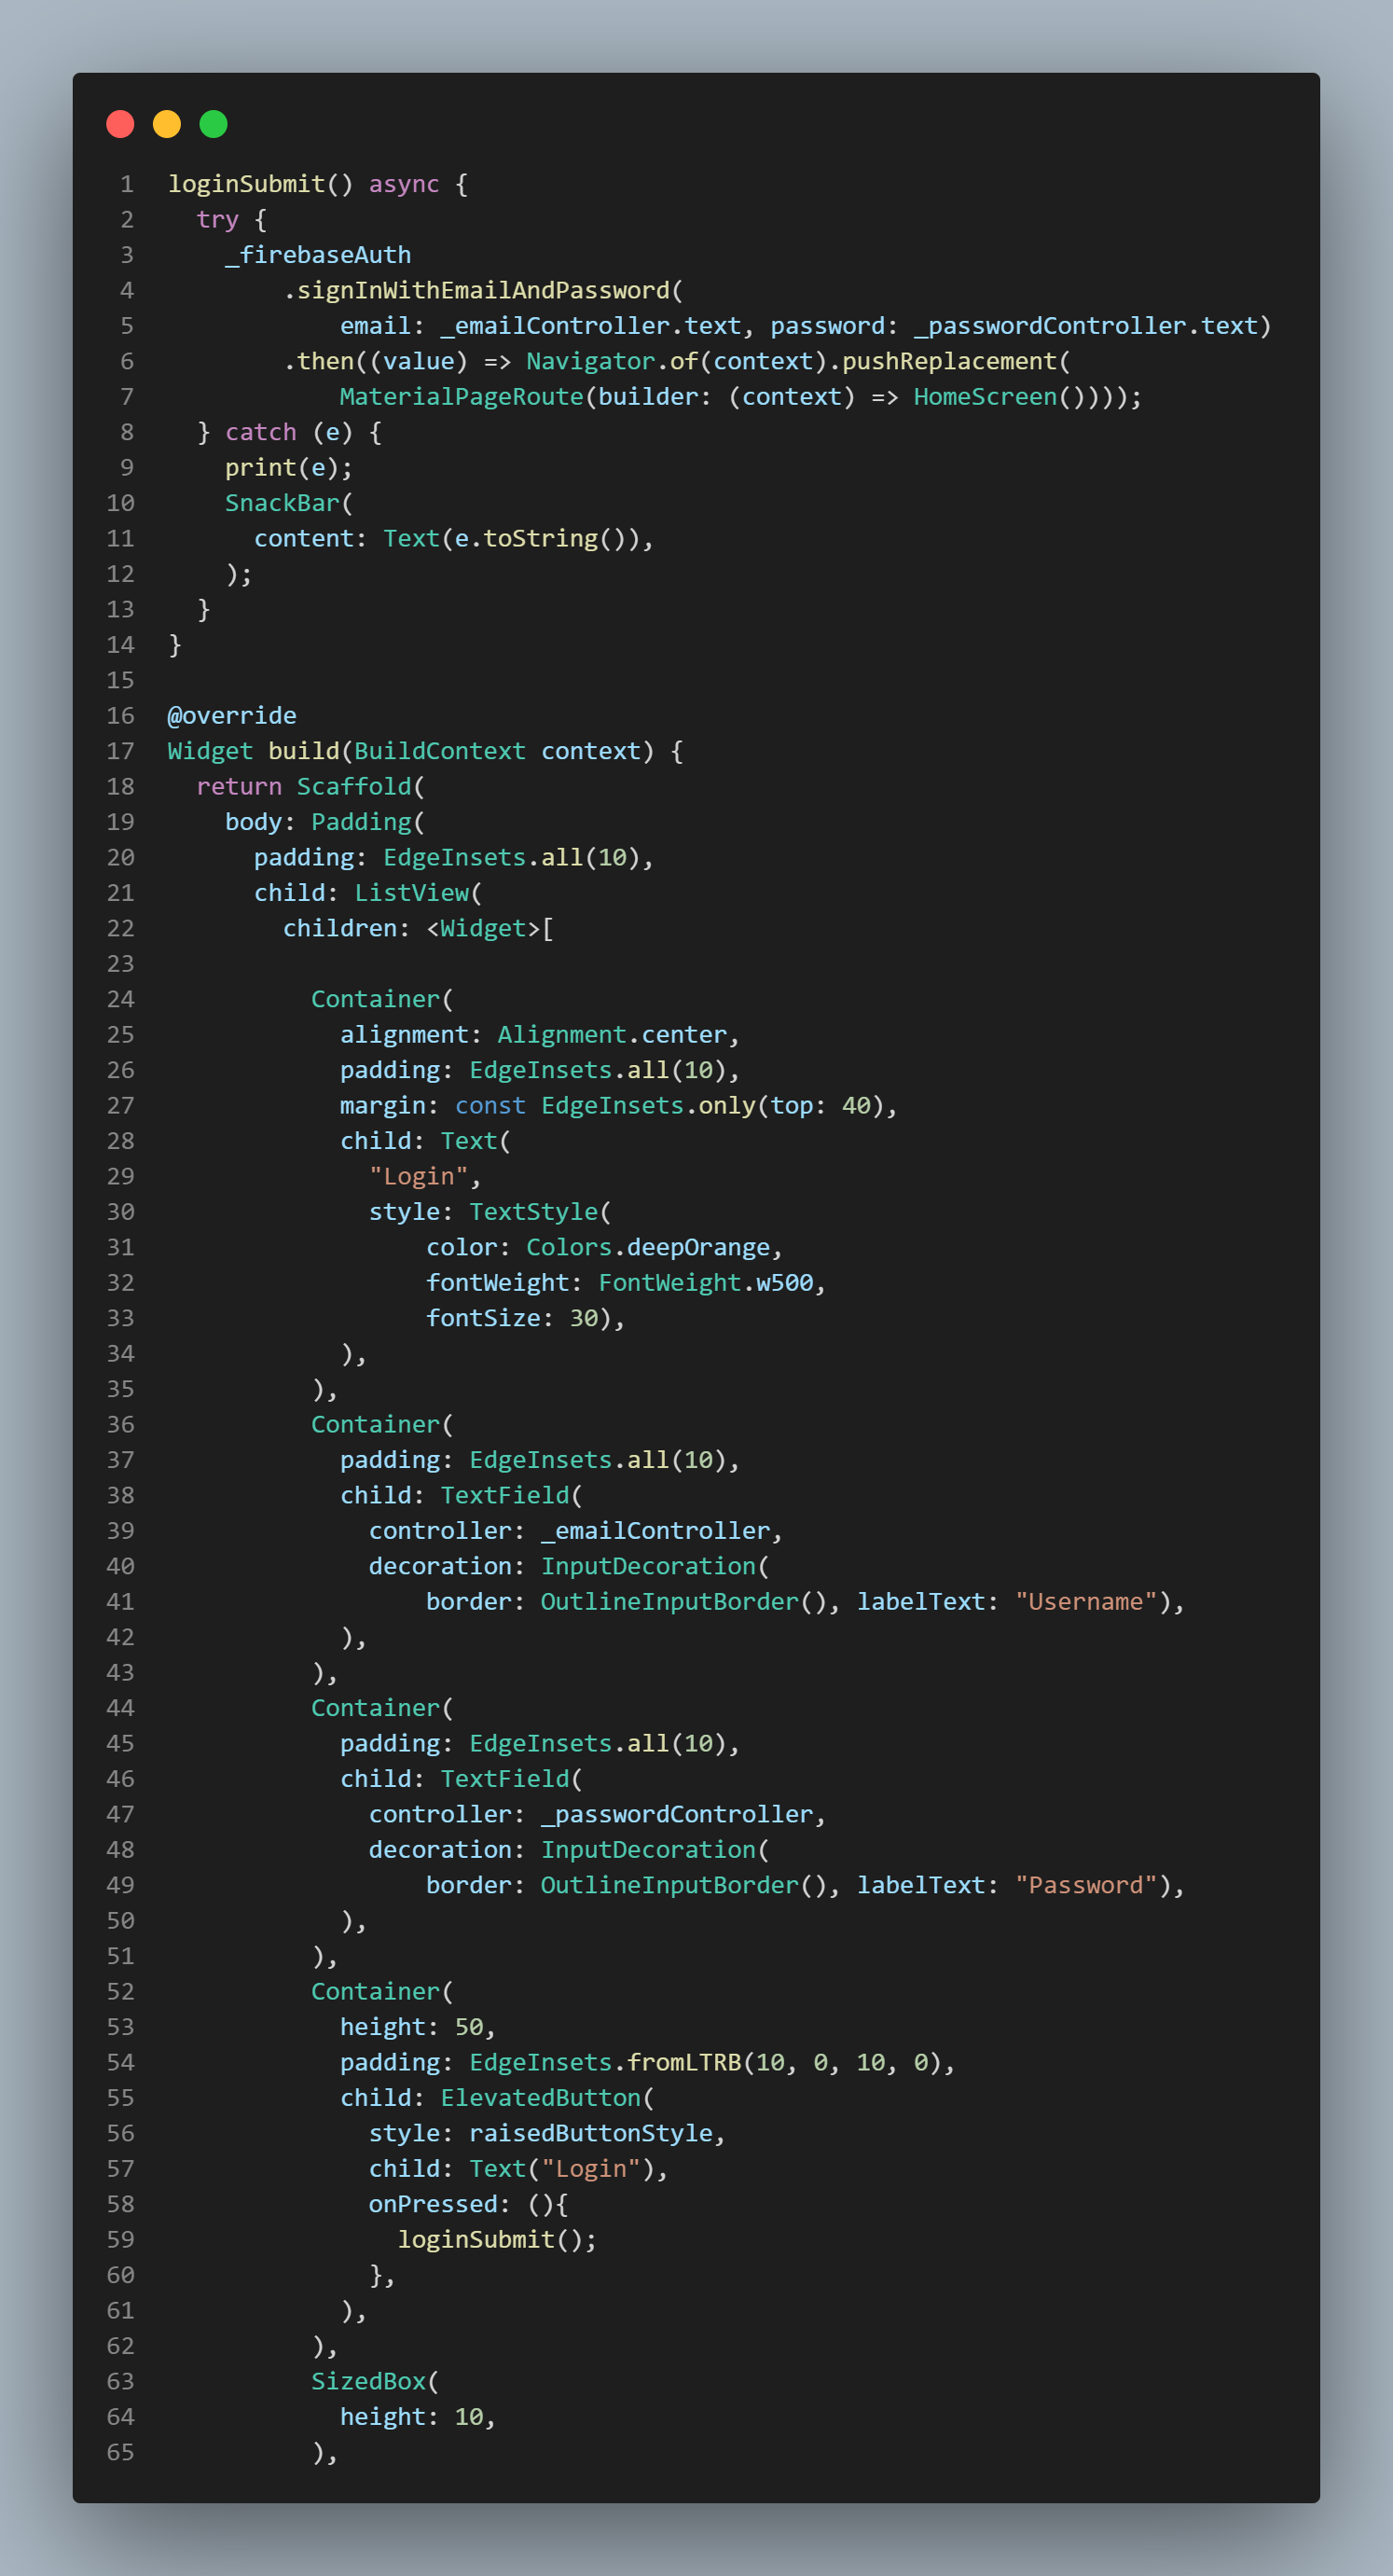 1 loginSubmit() async {
2   try {
3     _firebaseAuth
4         .signInWithEmailAndPassword(
5             email: _emailController.text, password: _passwordController.text)
6         .then((value) => Navigator.of(context).pushReplacement(
7             MaterialPageRoute(builder: (context) => HomeScreen())));
8   } catch (e) {
9     print(e);
10     SnackBar(
11       content: Text(e.toString()),
12     );
13   }
14 }
15
16 @override
17 Widget build(BuildContext context) {
18   return Scaffold(
19     body: Padding(
20       padding: EdgeInsets.all(10),
21       child: ListView(
22         children: <Widget>[
23
24           Container(
25             alignment: Alignment.center,
26             padding: EdgeInsets.all(10),
27             margin: const EdgeInsets.only(top: 40),
28             child: Text(
29               "Login",
30               style: TextStyle(
31                   color: Colors.deepOrange,
32                   fontWeight: FontWeight.w500,
33                   fontSize: 30),
34             ),
35           ),
36           Container(
37             padding: EdgeInsets.all(10),
38             child: TextField(
39               controller: _emailController,
40               decoration: InputDecoration(
41                   border: OutlineInputBorder(), labelText: "Username"),
42             ),
43           ),
44           Container(
45             padding: EdgeInsets.all(10),
46             child: TextField(
47               controller: _passwordController,
48               decoration: InputDecoration(
49                   border: OutlineInputBorder(), labelText: "Password"),
50             ),
51           ),
52           Container(
53             height: 50,
54             padding: EdgeInsets.fromLTRB(10, 0, 10, 0),
55             child: ElevatedButton(
56               style: raisedButtonStyle,
57               child: Text("Login"),
58               onPressed: (){
59                 loginSubmit();
60               },
61             ),
62           ),
63           SizedBox(
64             height: 10,
65           ),